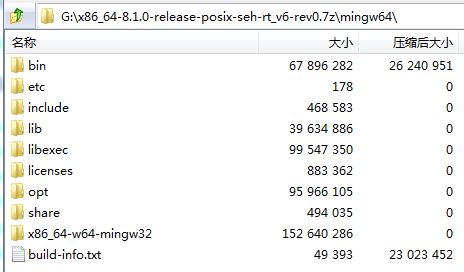 G:\x86_64-8.1.0-release-posix-seh-rt_v6-rev0.7z\mingw64\
名称 大小 压缩后大小
bin 67 896 282 26 240 951
etc 178 0
include 468 583 0
lib 39 634 886 0
libexec 99 547 350 0
licenses 883 362 0
opt 95 966 105 0
share 494 035 0
x86_64-w64-mingw32 152 640 286 0
build-info.txt 49 393 23 023 452